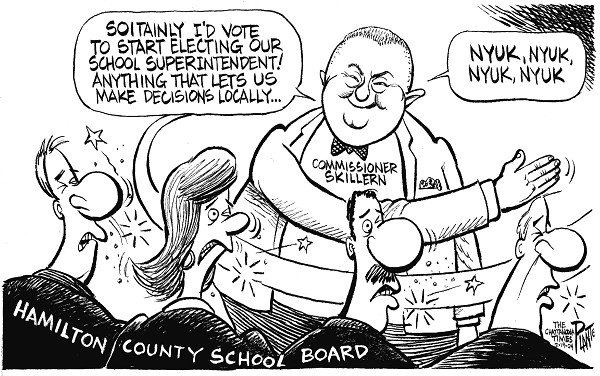 SOITAINLY I'D VOTE
TO START ELECTING OUR
SCHOOL SUPERINTENDENT!
ANYTHING THAT LETS US
MAKE DECISIONS LOCALLY...
NYUK, NYUK,
NYUK, NYUK
COMMISSIONER
SKILLERN
HAMILTON COUNTY SCHOOL BOARD
THE
CHATTANOOGA
TIMES
PLANTE